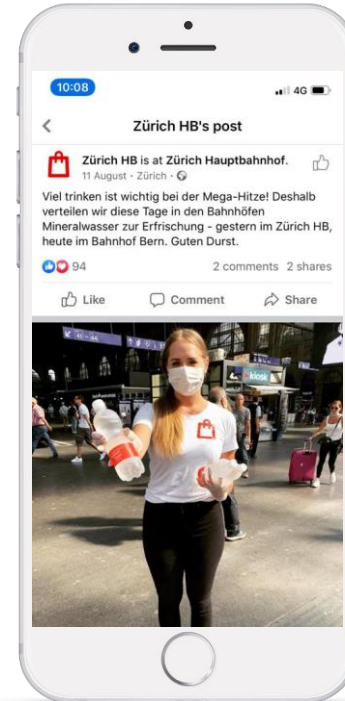 10:08
4G
Zürich HB's post
Zürich HB is at Zürich Hauptbahnhof.
11 August · Zürich ·
Viel trinken ist wichtig bei der Mega-Hitze! Deshalb
verteilen wir diese Tage in den Bahnhöfen
Mineralwasser zur Erfrischung - gestern im Zürich HB,
heute im Bahnhof Bern. Guten Durst.
94
2 comments 2 shares
Like
Comment
Share
kiosk